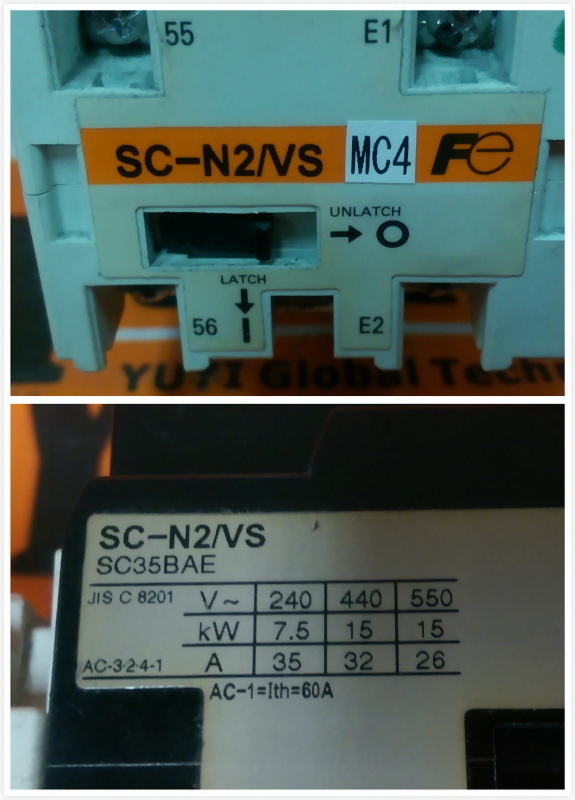 55 E1
SC-N2/VS MC4 Fe
UNLATCH
→ O
LATCH
↓
56 I E2
YUYI Global Techn
SC-N2/VS
SC35BAE
JIS C 8201 V~ 240 440 550
kW 7.5 15 15
AC-3·2·4-1 A 35 32 26
AC-1=Ith=60A